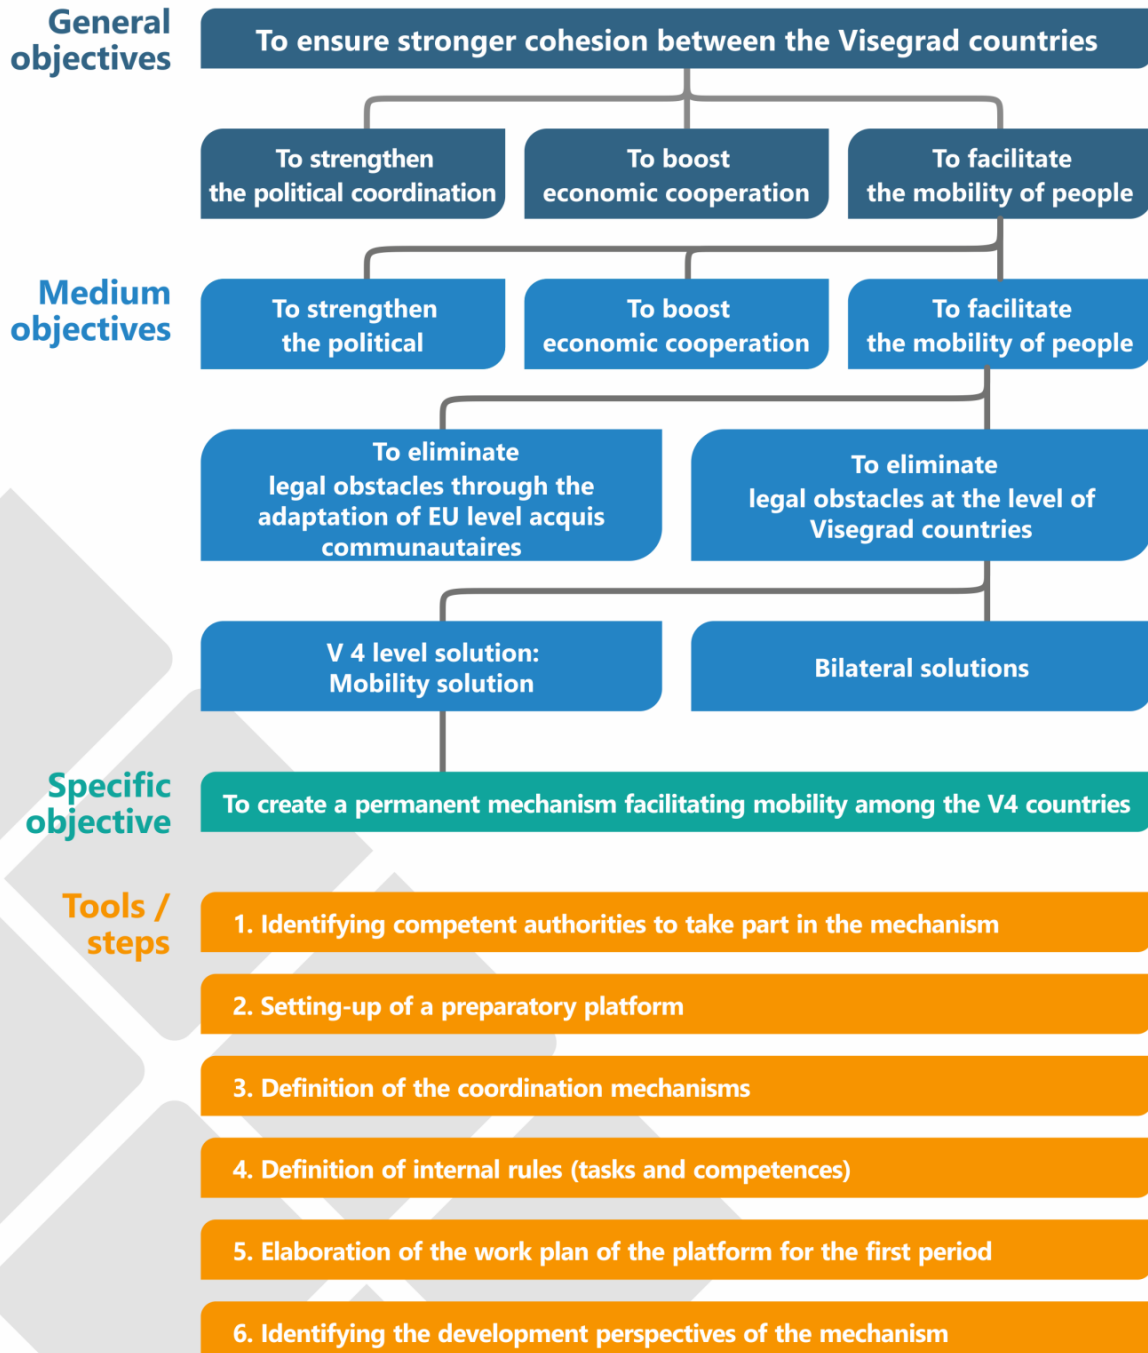 General
objectives
To ensure stronger cohesion between the Visegrad countries
To strengthen
the political coordination
To boost
economic cooperation
To facilitate
the mobility of people
Medium
objectives
To strengthen
the political
To boost
economic cooperation
To facilitate
the mobility of people
To eliminate
legal obstacles through the
adaptation of EU level acquis
communautaires
To eliminate
legal obstacles at the level of
Visegrad countries
V 4 level solution:
Mobility solution
Bilateral solutions
Specific
objective
To create a permanent mechanism facilitating mobility among the V4 countries
Tools /
steps
1. Identifying competent authorities to take part in the mechanism
2. Setting-up of a preparatory platform
3. Definition of the coordination mechanisms
4. Definition of internal rules (tasks and competences)
5. Elaboration of the work plan of the platform for the first period
6. Identifying the development perspectives of the mechanism